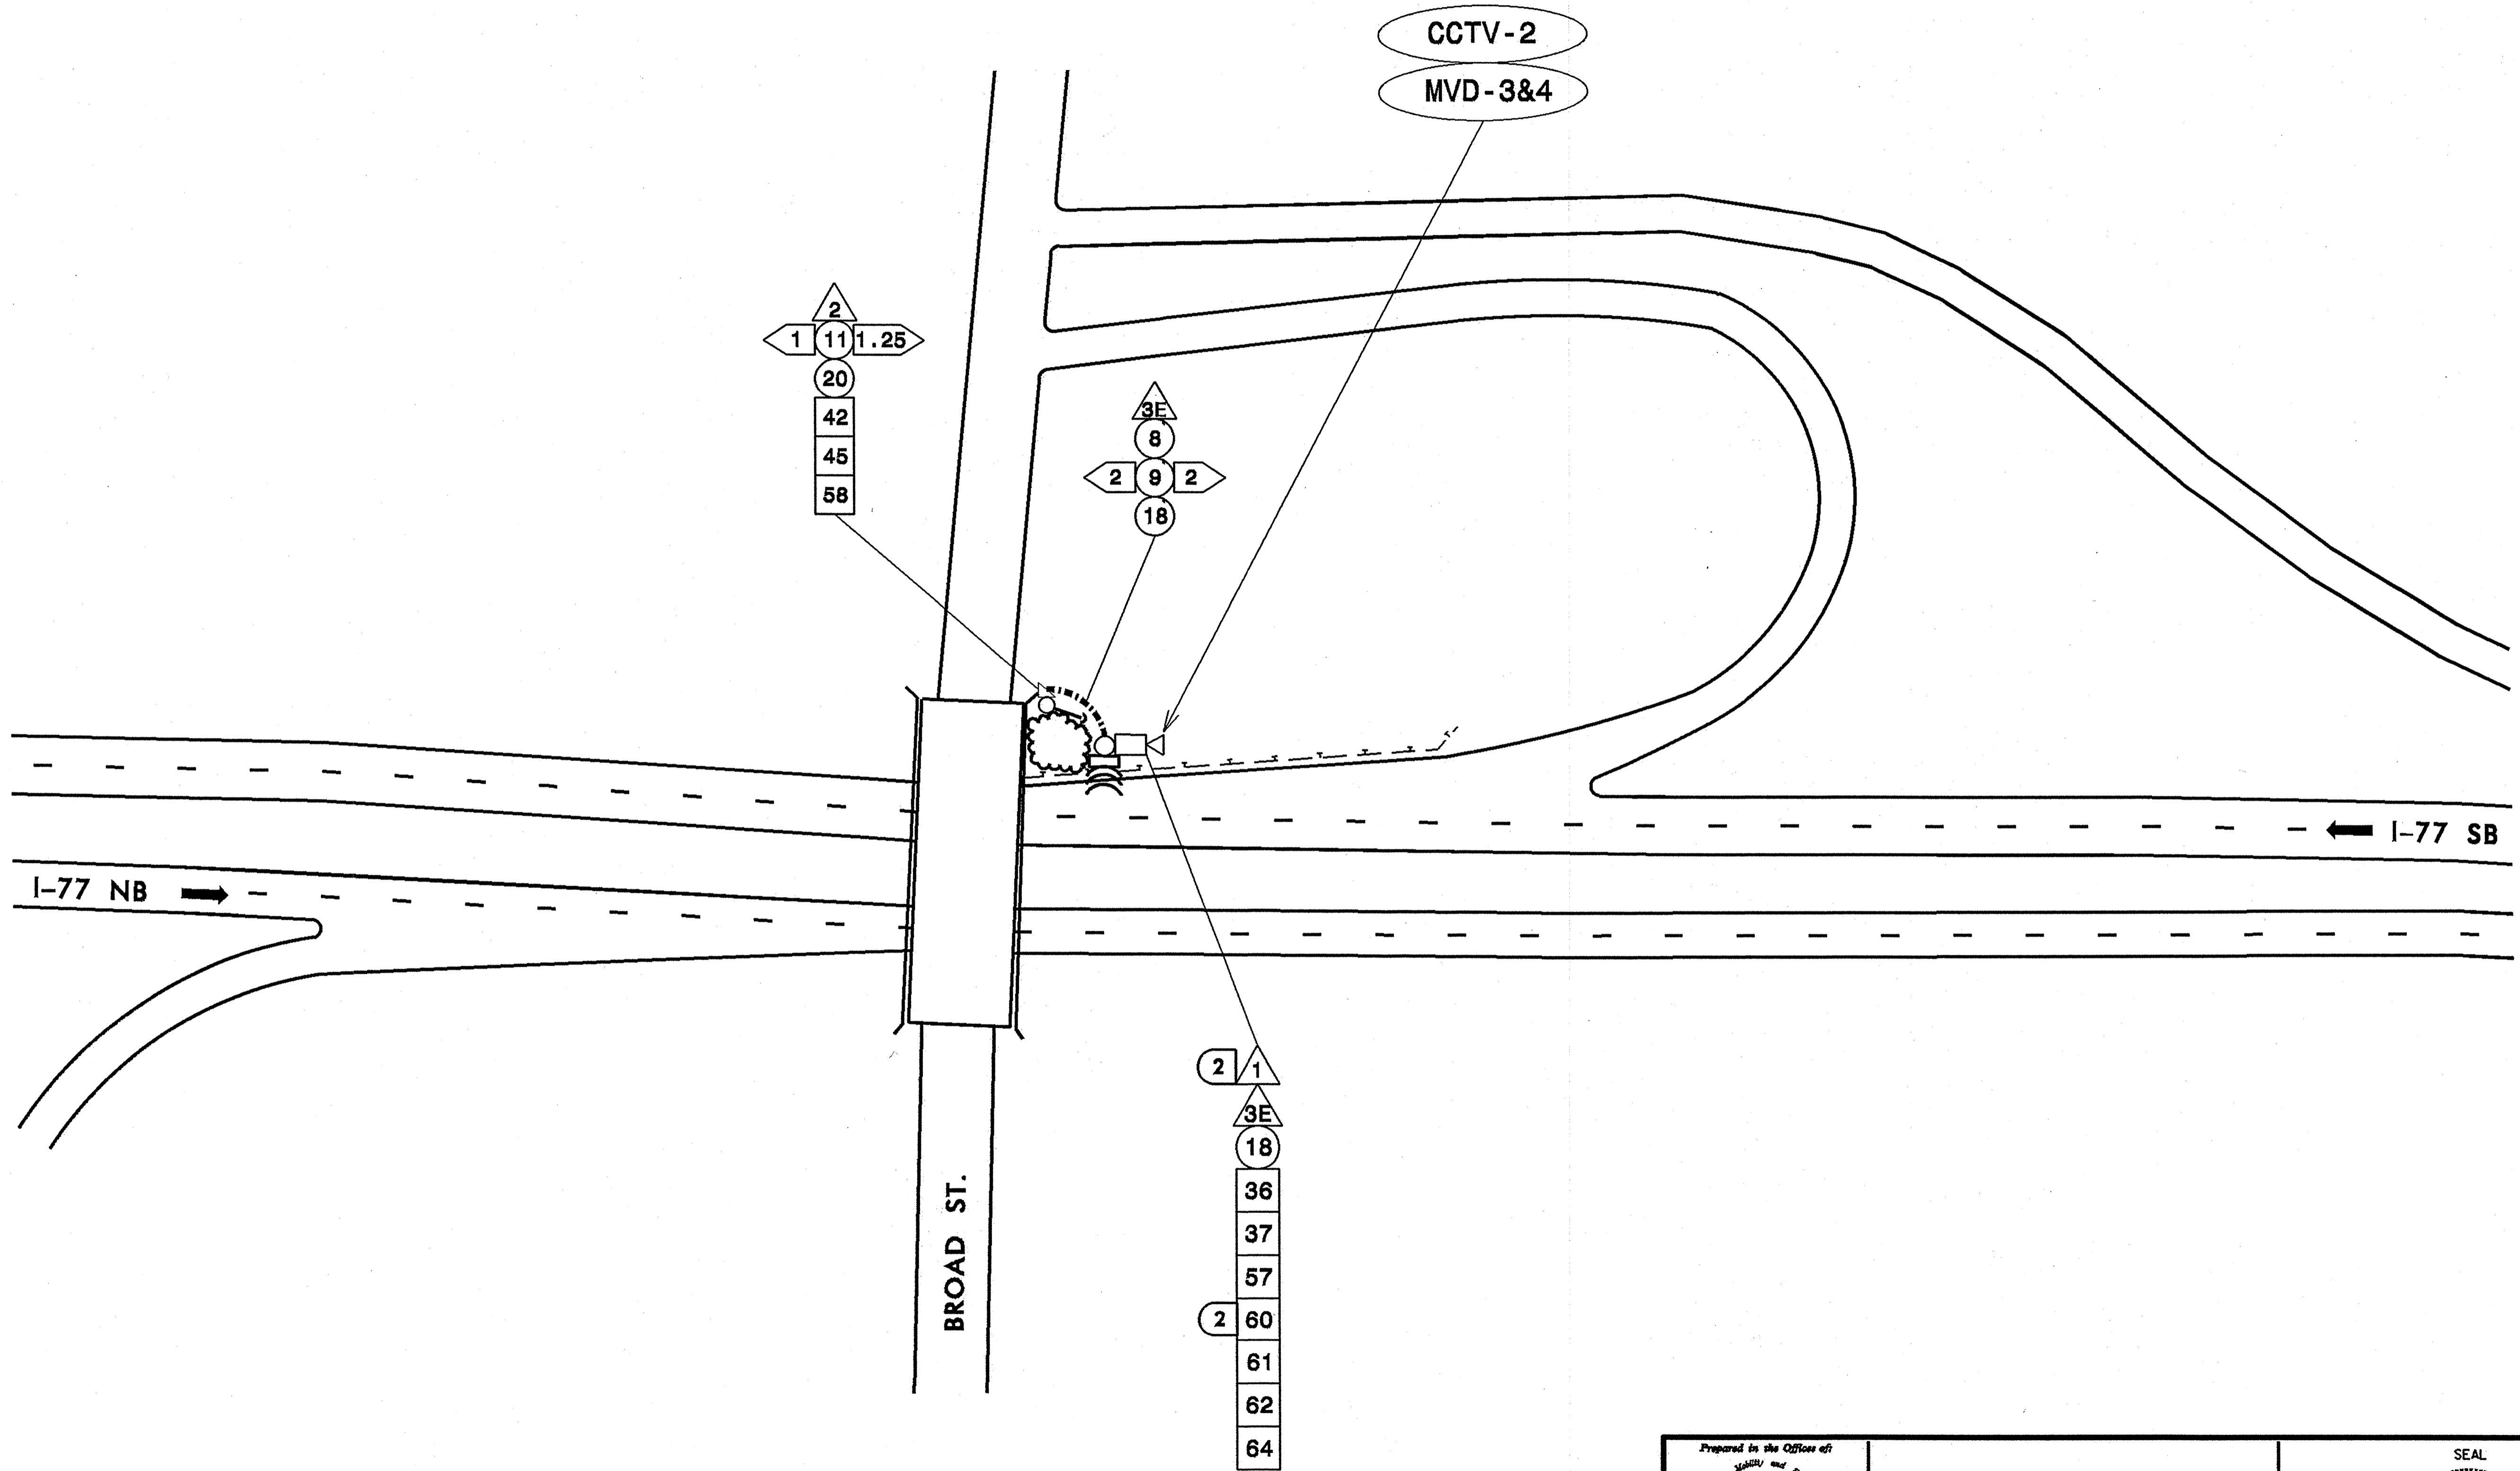 CCTV-2
MVD-3&4
2
1 11 1.25
20
42
45
58
3E
8
2 9 2
18
I-77 SB
I-77 NB
2 1
3E
18
36
37
57
2 60
61
62
64
BROAD ST.
Prepared in the Offices of:
Mobility and
SEAL